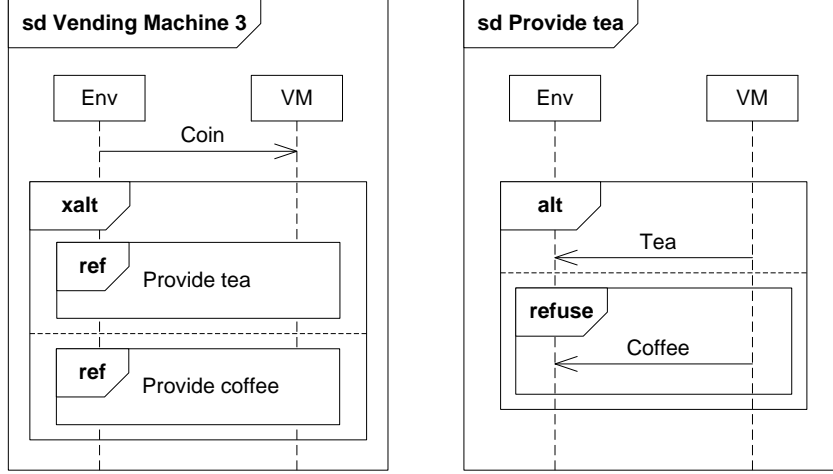 sd Vending Machine 3
Env
VM
Coin
xalt
ref
Provide tea
ref
Provide coffee
sd Provide tea
Env
VM
alt
Tea
refuse
Coffee